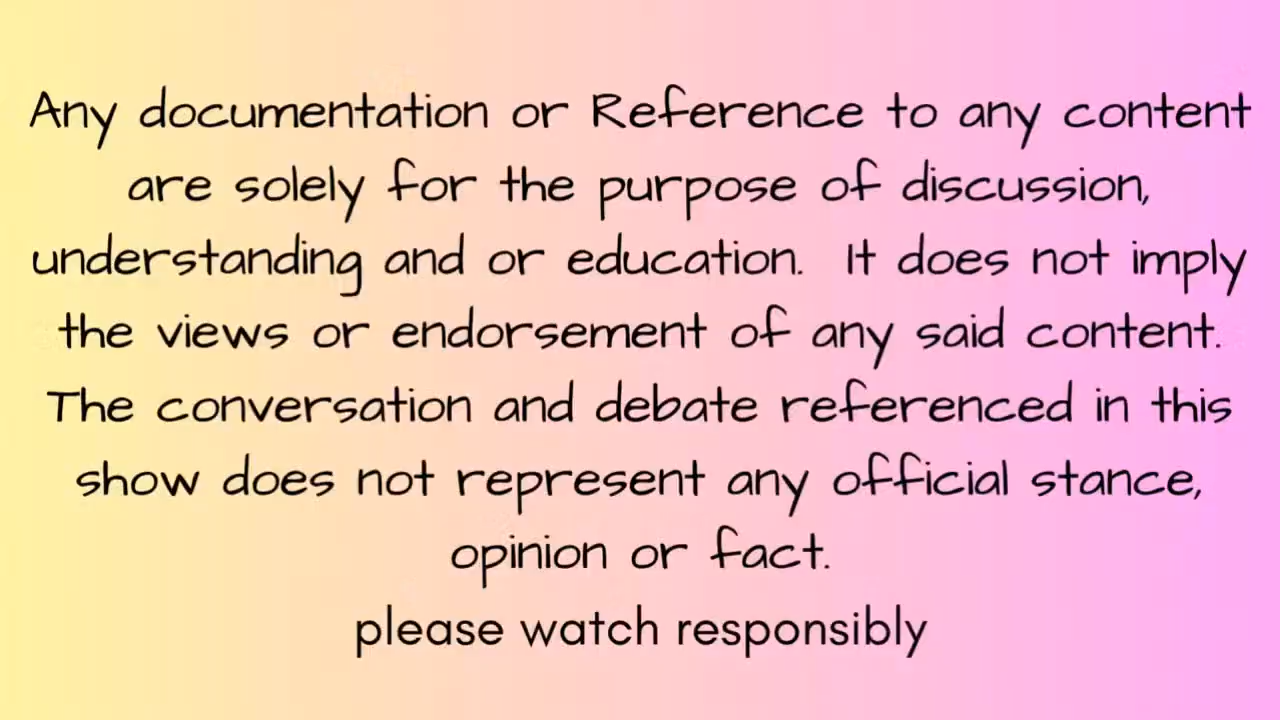 Any documentation or Reference to any content
are solely for the purpose of discussion,
understanding and or education. It does not imply
the views or endorsement of any said content.
The conversation and debate referenced in this
show does not represent any official stance,
opinion or fact.
please watch responsibly